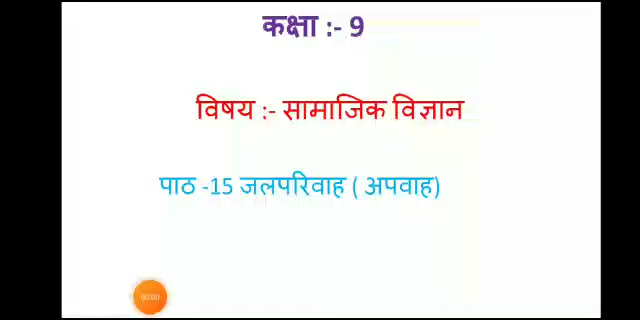 कक्षा :- 9
विषय :- सामाजिक विज्ञान
पाठ -15 जलपरिवाह ( अपवाह)